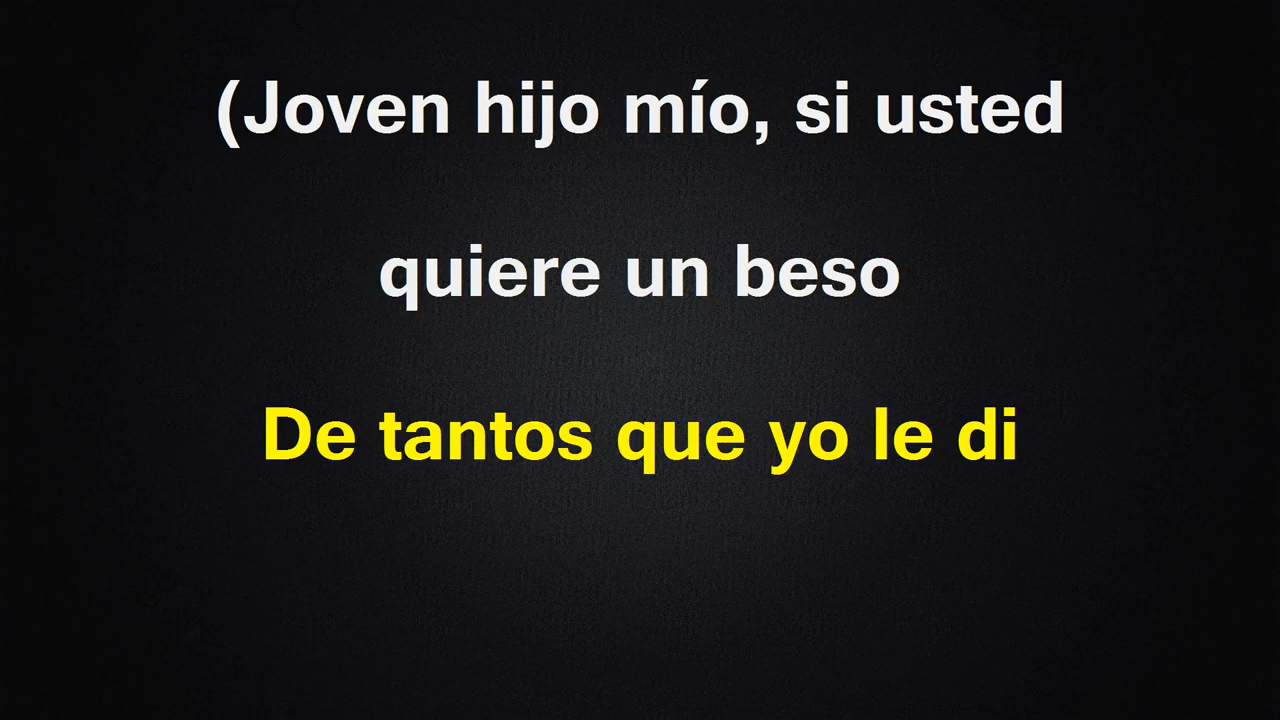 (Joven hijo mío, si usted
quiere un beso
De tantos que yo le di